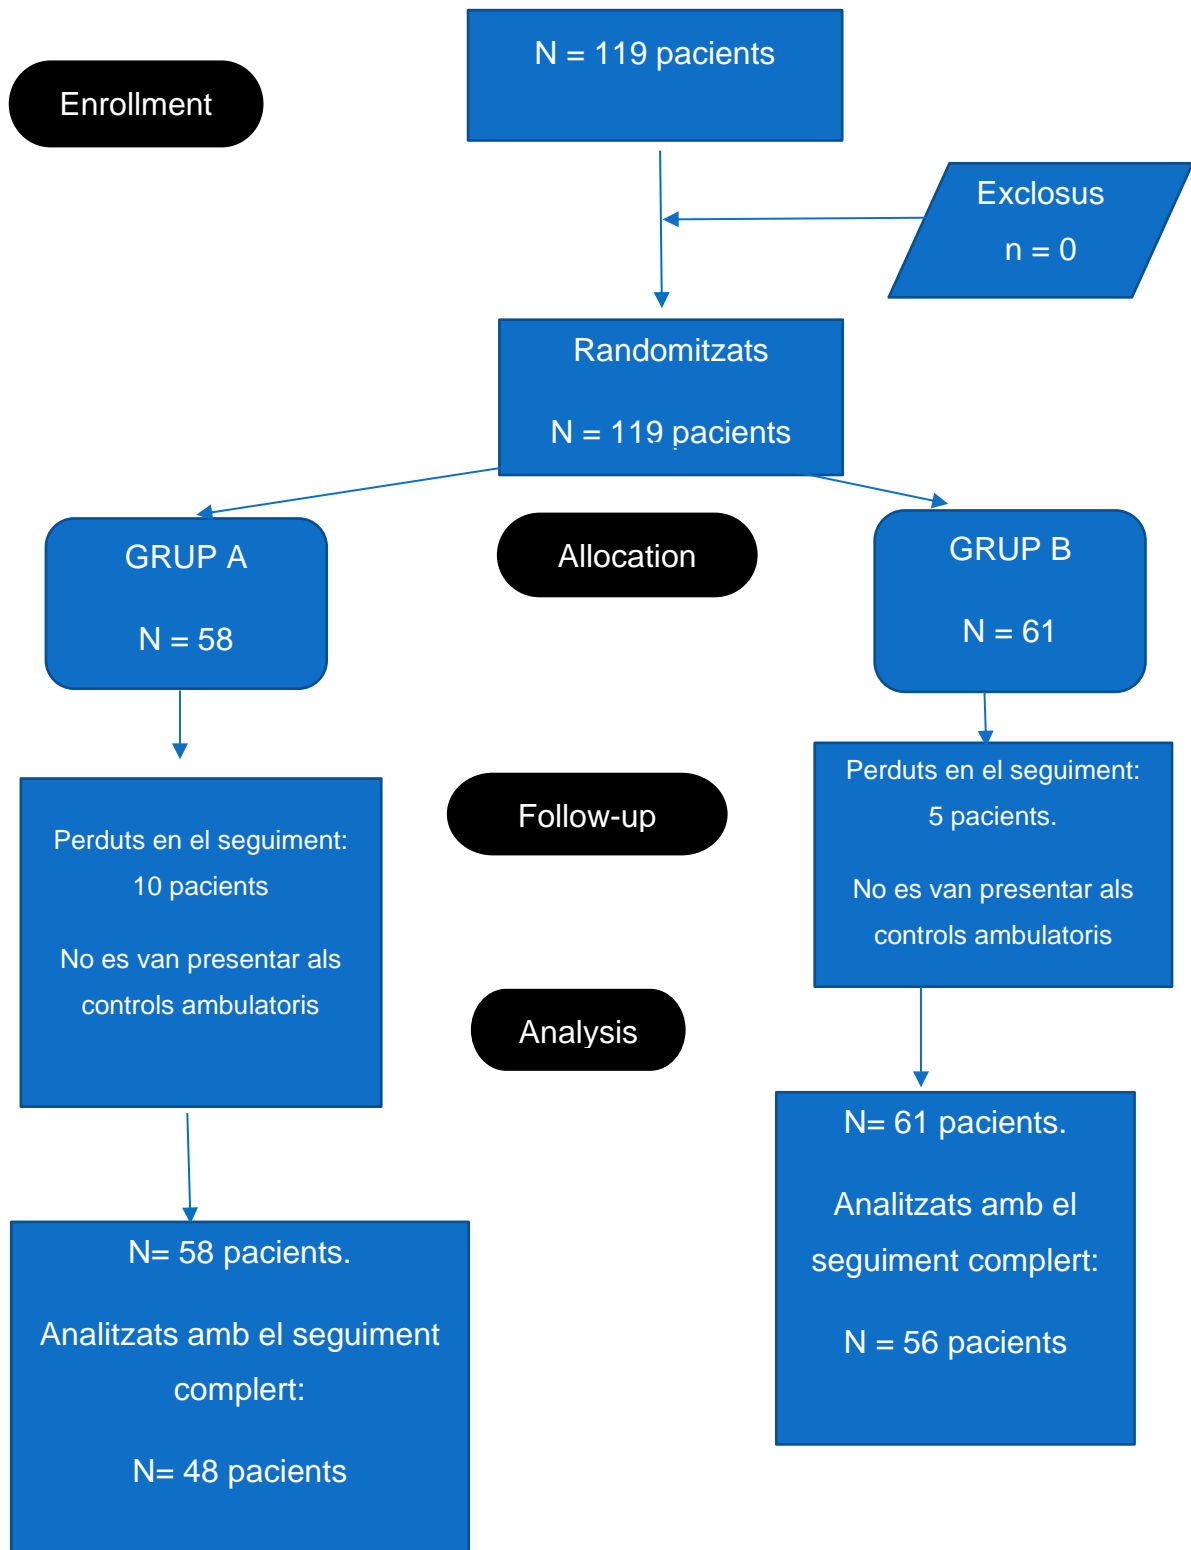 N = 119 pacients
Enrollment
Exclosus
n = 0
Randomitzats
N = 119 pacients
GRUP A
N = 58
Allocation
GRUP B
N = 61
Perduts en el seguiment:
10 pacients
No es van presentar als
controls ambulatoris
Follow-up
Perduts en el seguiment:
5 pacients.
No es van presentar als
controls ambulatoris
Analysis
N= 58 pacients.
Analitzats amb el seguiment
complert:
N= 48 pacients
N= 61 pacients.
Analitzats amb el
seguiment complert:
N = 56 pacients